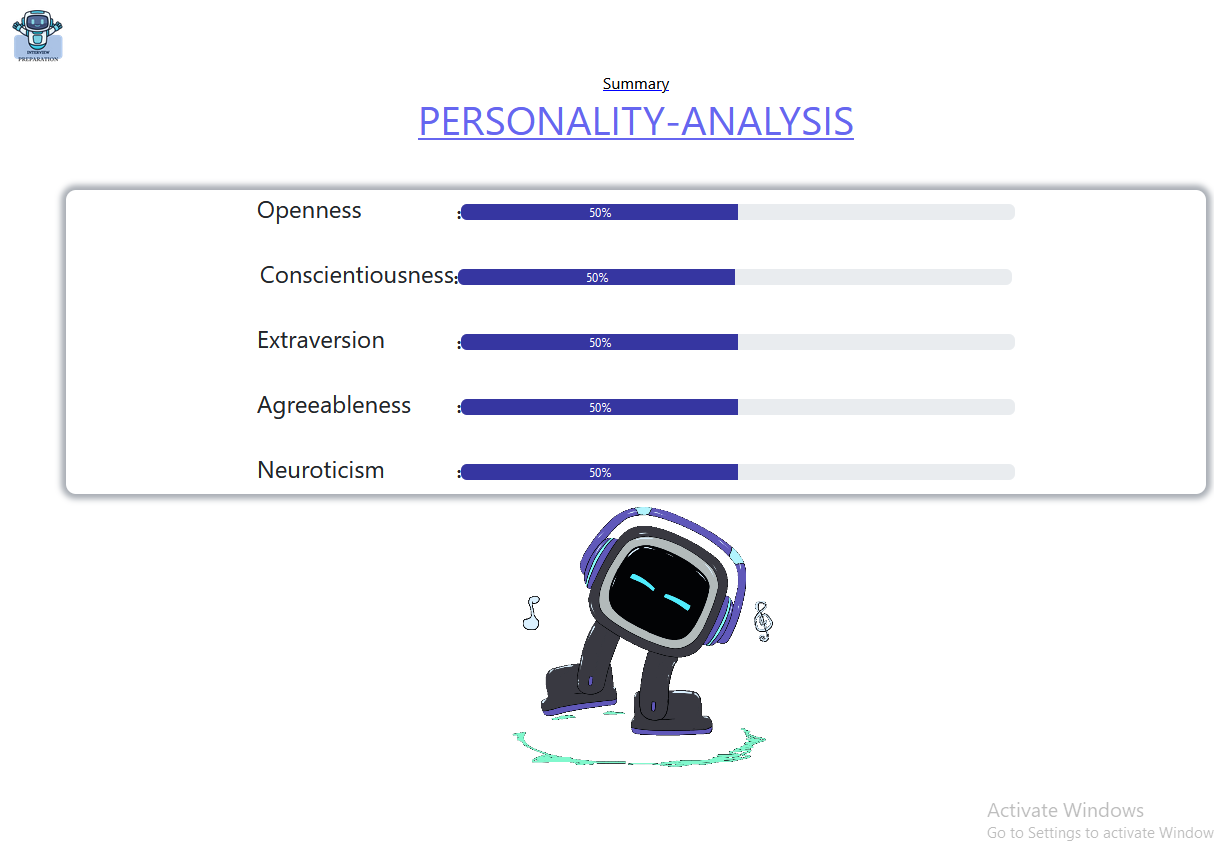 INTERVIEW
PREPARATION
Summary
PERSONALITY-ANALYSIS
Openness : 50%
Conscientiousness: 50%
Extraversion : 50%
Agreeableness : 50%
Neuroticism : 50%
Activate Windows
Go to Settings to activate Window